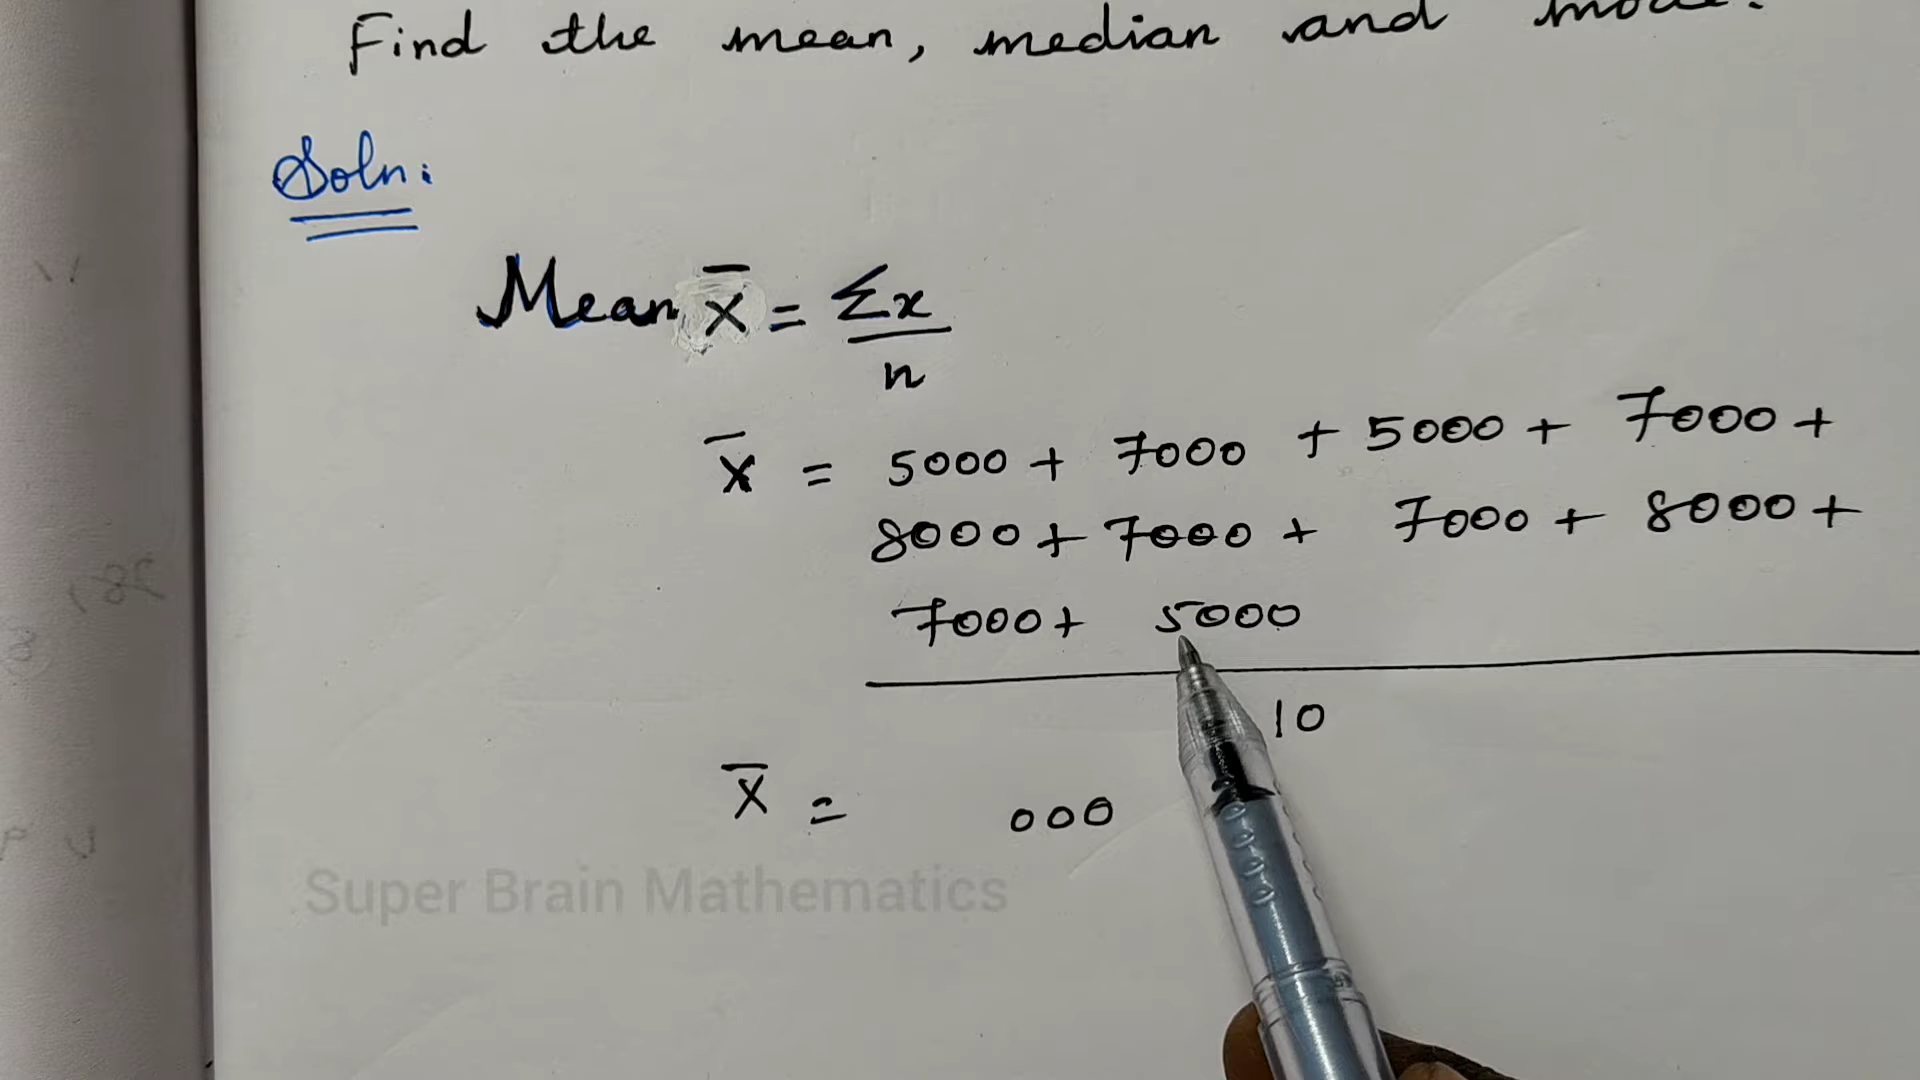 Find the mean, median and
Soln:
Mean x̄ = Σx
n
x̄ = 5000 + 7000 + 5000 + 7000 +
8000 + 7000 + 7000 + 8000 +
7000 + 5000
10
x̄ = 000
Super Brain Mathematics